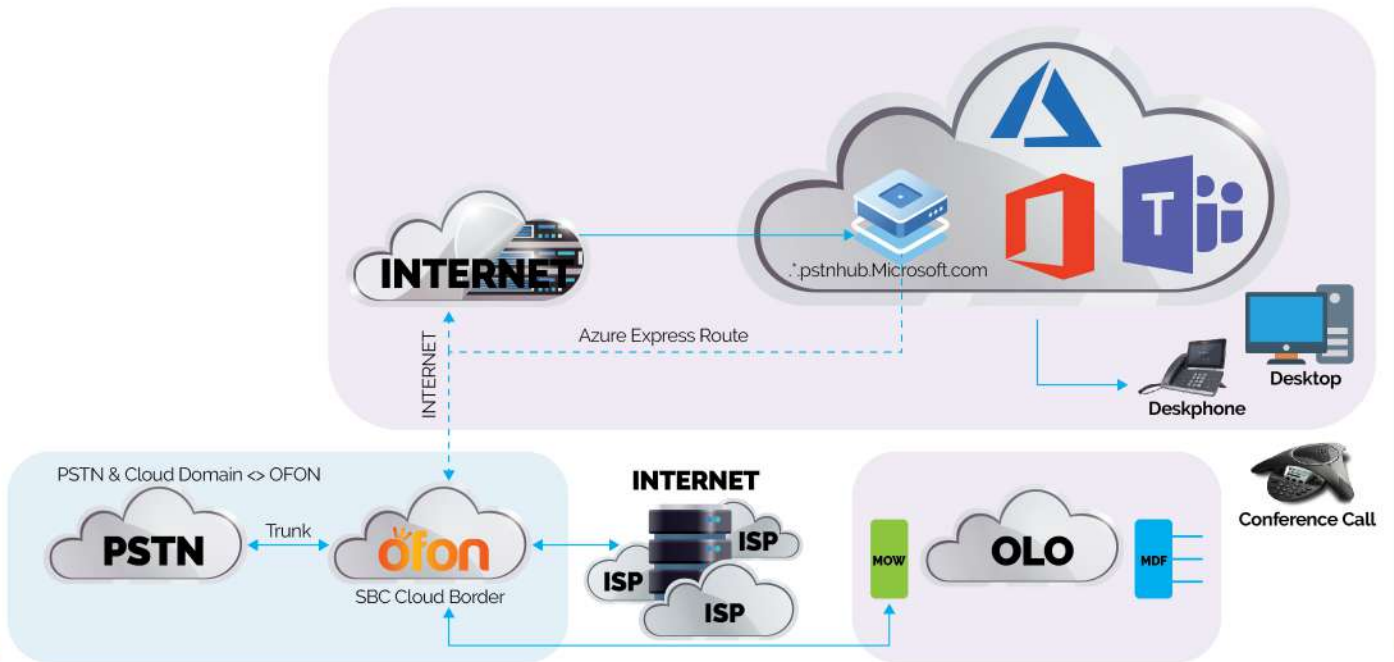 T
INTERNET
.*.pstnhub.Microsoft.com
Azure Express Route
INTERNET
Desktop
Deskphone
PSTN & Cloud Domain <> OFON
INTERNET
Conference Call
PSTN
Trunk
ofon
SBC Cloud Border
ISP
ISP
ISP
MOW
OLO
MDF